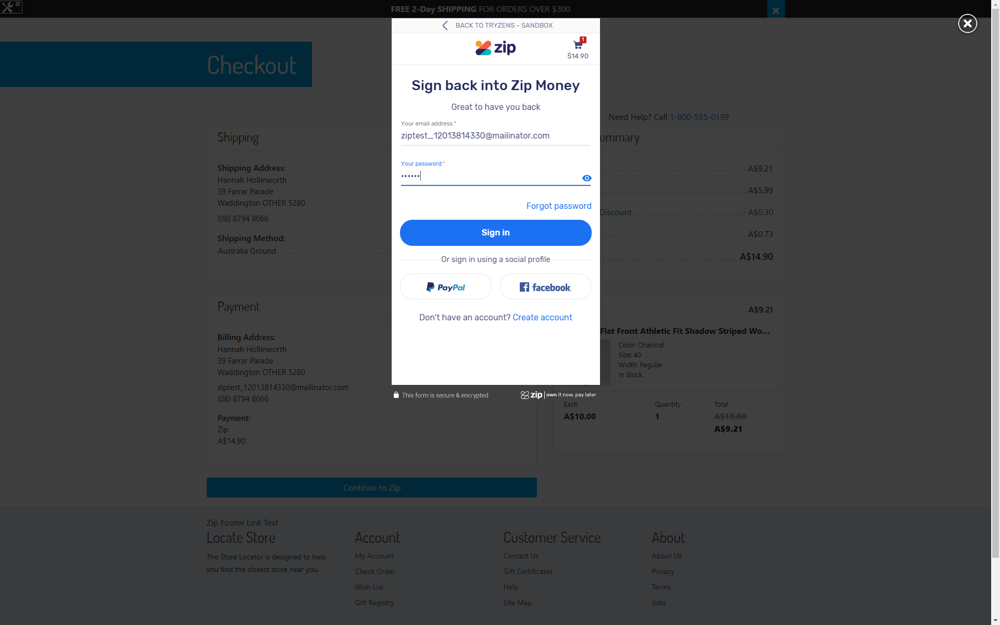 FREE 2-Day SHIPPING FOR ORDERS OVER $300
BACK TO TRYZENS - SANDBOX
zip
1
$14.90
Checkout
Sign back into Zip Money
Great to have you back
Your email address *
ziptest_12013814330@mailinator.com
Your password *
••••••
Forgot password
Sign in
Or sign in using a social profile
PayPal
facebook
Don't have an account? Create account
This form is secure & encrypted
zip | own it now, pay later
Need Help? Call 1-800-555-0199
Shipping
Shipping Address:
Hannah Hollinworth
39 Farrar Parade
Waddington OTHER 5280
(08) 8794 8066
Shipping Method:
Australia Ground
Payment
Billing Address:
Hannah Hollinworth
39 Farrar Parade
Waddington OTHER 5280
ziptest_12013814330@mailinator.com
(08) 8794 8066
Payment:
Zip
A$14.90
Continue to Zip
ummary
A$9.21
A$5.99
Discount - A$0.30
A$0.73
A$14.90
A$9.21
Flat Front Athletic Fit Shadow Striped Wo...
Color: Charcoal
Size: 40
Width: Regular
In Stock
Each Quantity Total
A$10.00 1 A$10.00
A$9.21
Zip Footer Link Text
Locate Store
The Store Locator is designed to help
you find the closest store near you.
Account
My Account
Check Order
Wish List
Gift Registry
Customer Service
Contact Us
Gift Certificates
Help
Site Map
About
About Us
Privacy
Terms
Jobs